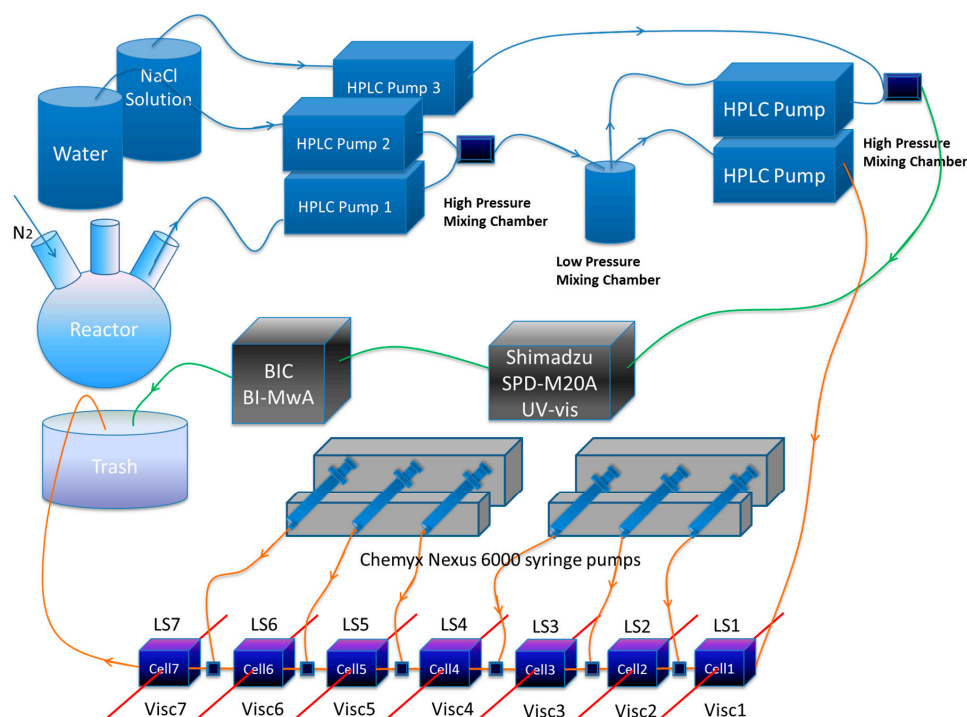 NaCl
Solution
Water
HPLC Pump 3
HPLC Pump 2
HPLC Pump 1
High Pressure
Mixing Chamber
HPLC Pump
HPLC Pump
High Pressure
Mixing Chamber
Low Pressure
Mixing Chamber
N2
Reactor
BIC
BI-MwA
Shimadzu
SPD-M20A
UV-vis
Trash
Chemyx Nexus 6000 syringe pumps
LS7 LS6 LS5 LS4 LS3 LS2 LS1
Cell7 Cell6 Cell5 Cell4 Cell3 Cell2 Cell1
Visc7 Visc6 Visc5 Visc4 Visc3 Visc2 Visc1